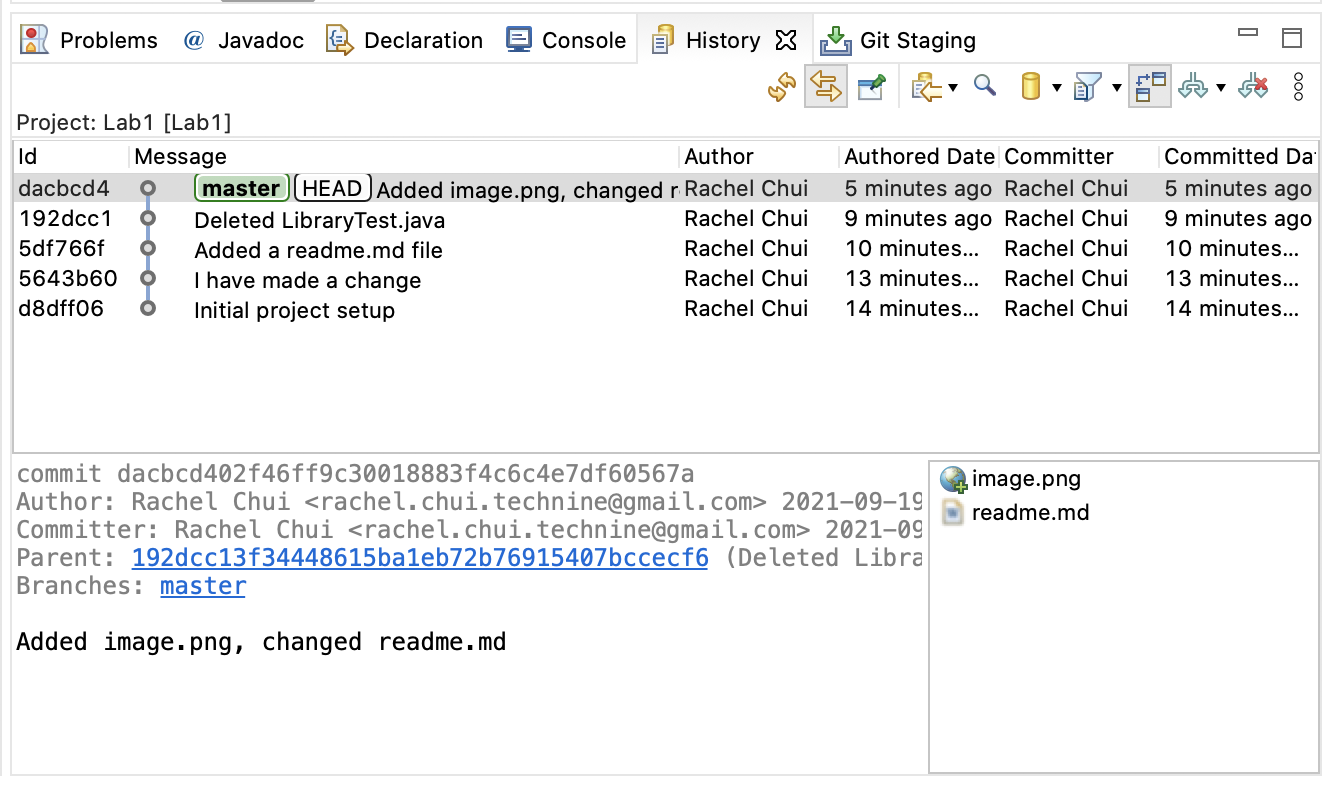 Problems @ Javadoc Declaration Console History Git Staging
Project: Lab1 [Lab1]
Id Message Author Authored Date Committer Committed Da
dacbcd4 master HEAD Added image.png, changed r Rachel Chui 5 minutes ago Rachel Chui 5 minutes ago
192dcc1 Deleted LibraryTest.java Rachel Chui 9 minutes ago Rachel Chui 9 minutes ago
5df766f Added a readme.md file Rachel Chui 10 minutes... Rachel Chui 10 minutes...
5643b60 I have made a change Rachel Chui 13 minutes... Rachel Chui 13 minutes...
d8dff06 Initial project setup Rachel Chui 14 minutes... Rachel Chui 14 minutes...
commit dacbcd402f46ff9c30018883f4c6c4e7df60567a
Author: Rachel Chui <rachel.chui.technine@gmail.com> 2021-09-19
Committer: Rachel Chui <rachel.chui.technine@gmail.com> 2021-09
Parent: 192dcc13f34448615ba1eb72b76915407bccecf6 (Deleted Libra
Branches: master
Added image.png, changed readme.md
image.png
readme.md